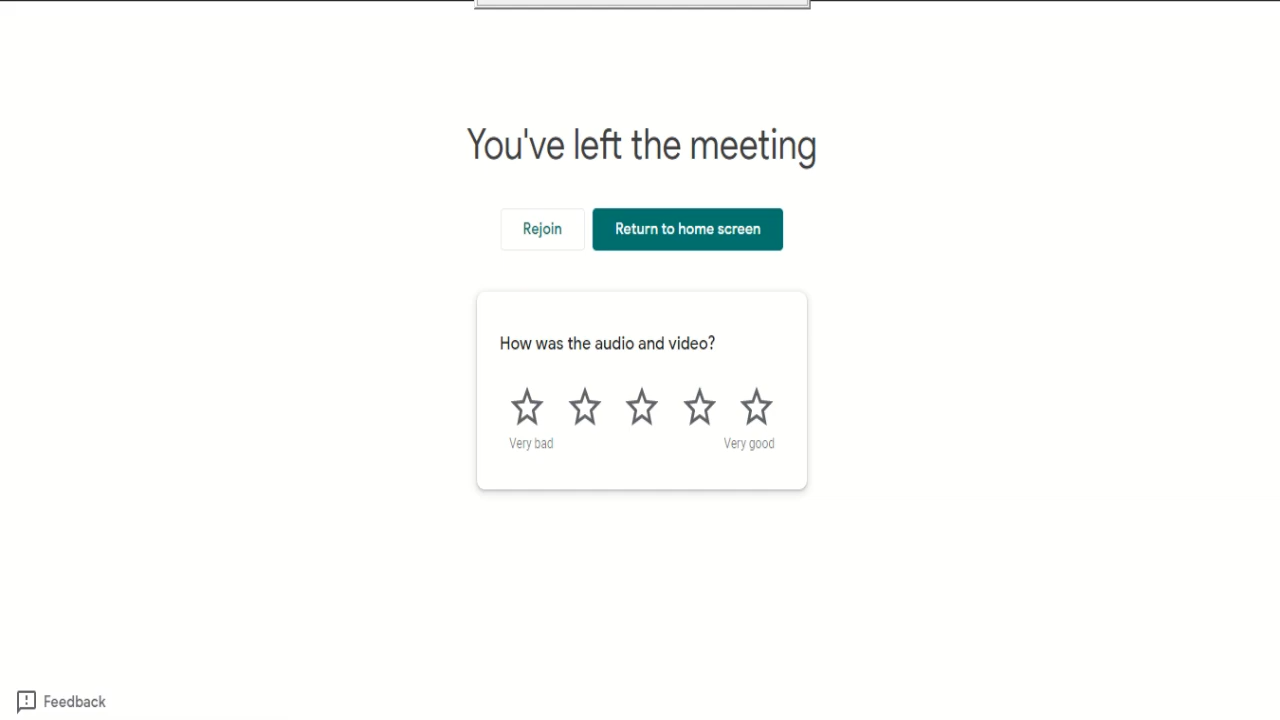 You've left the meeting
Rejoin
Return to home screen
How was the audio and video?
Very bad
Very good
Feedback